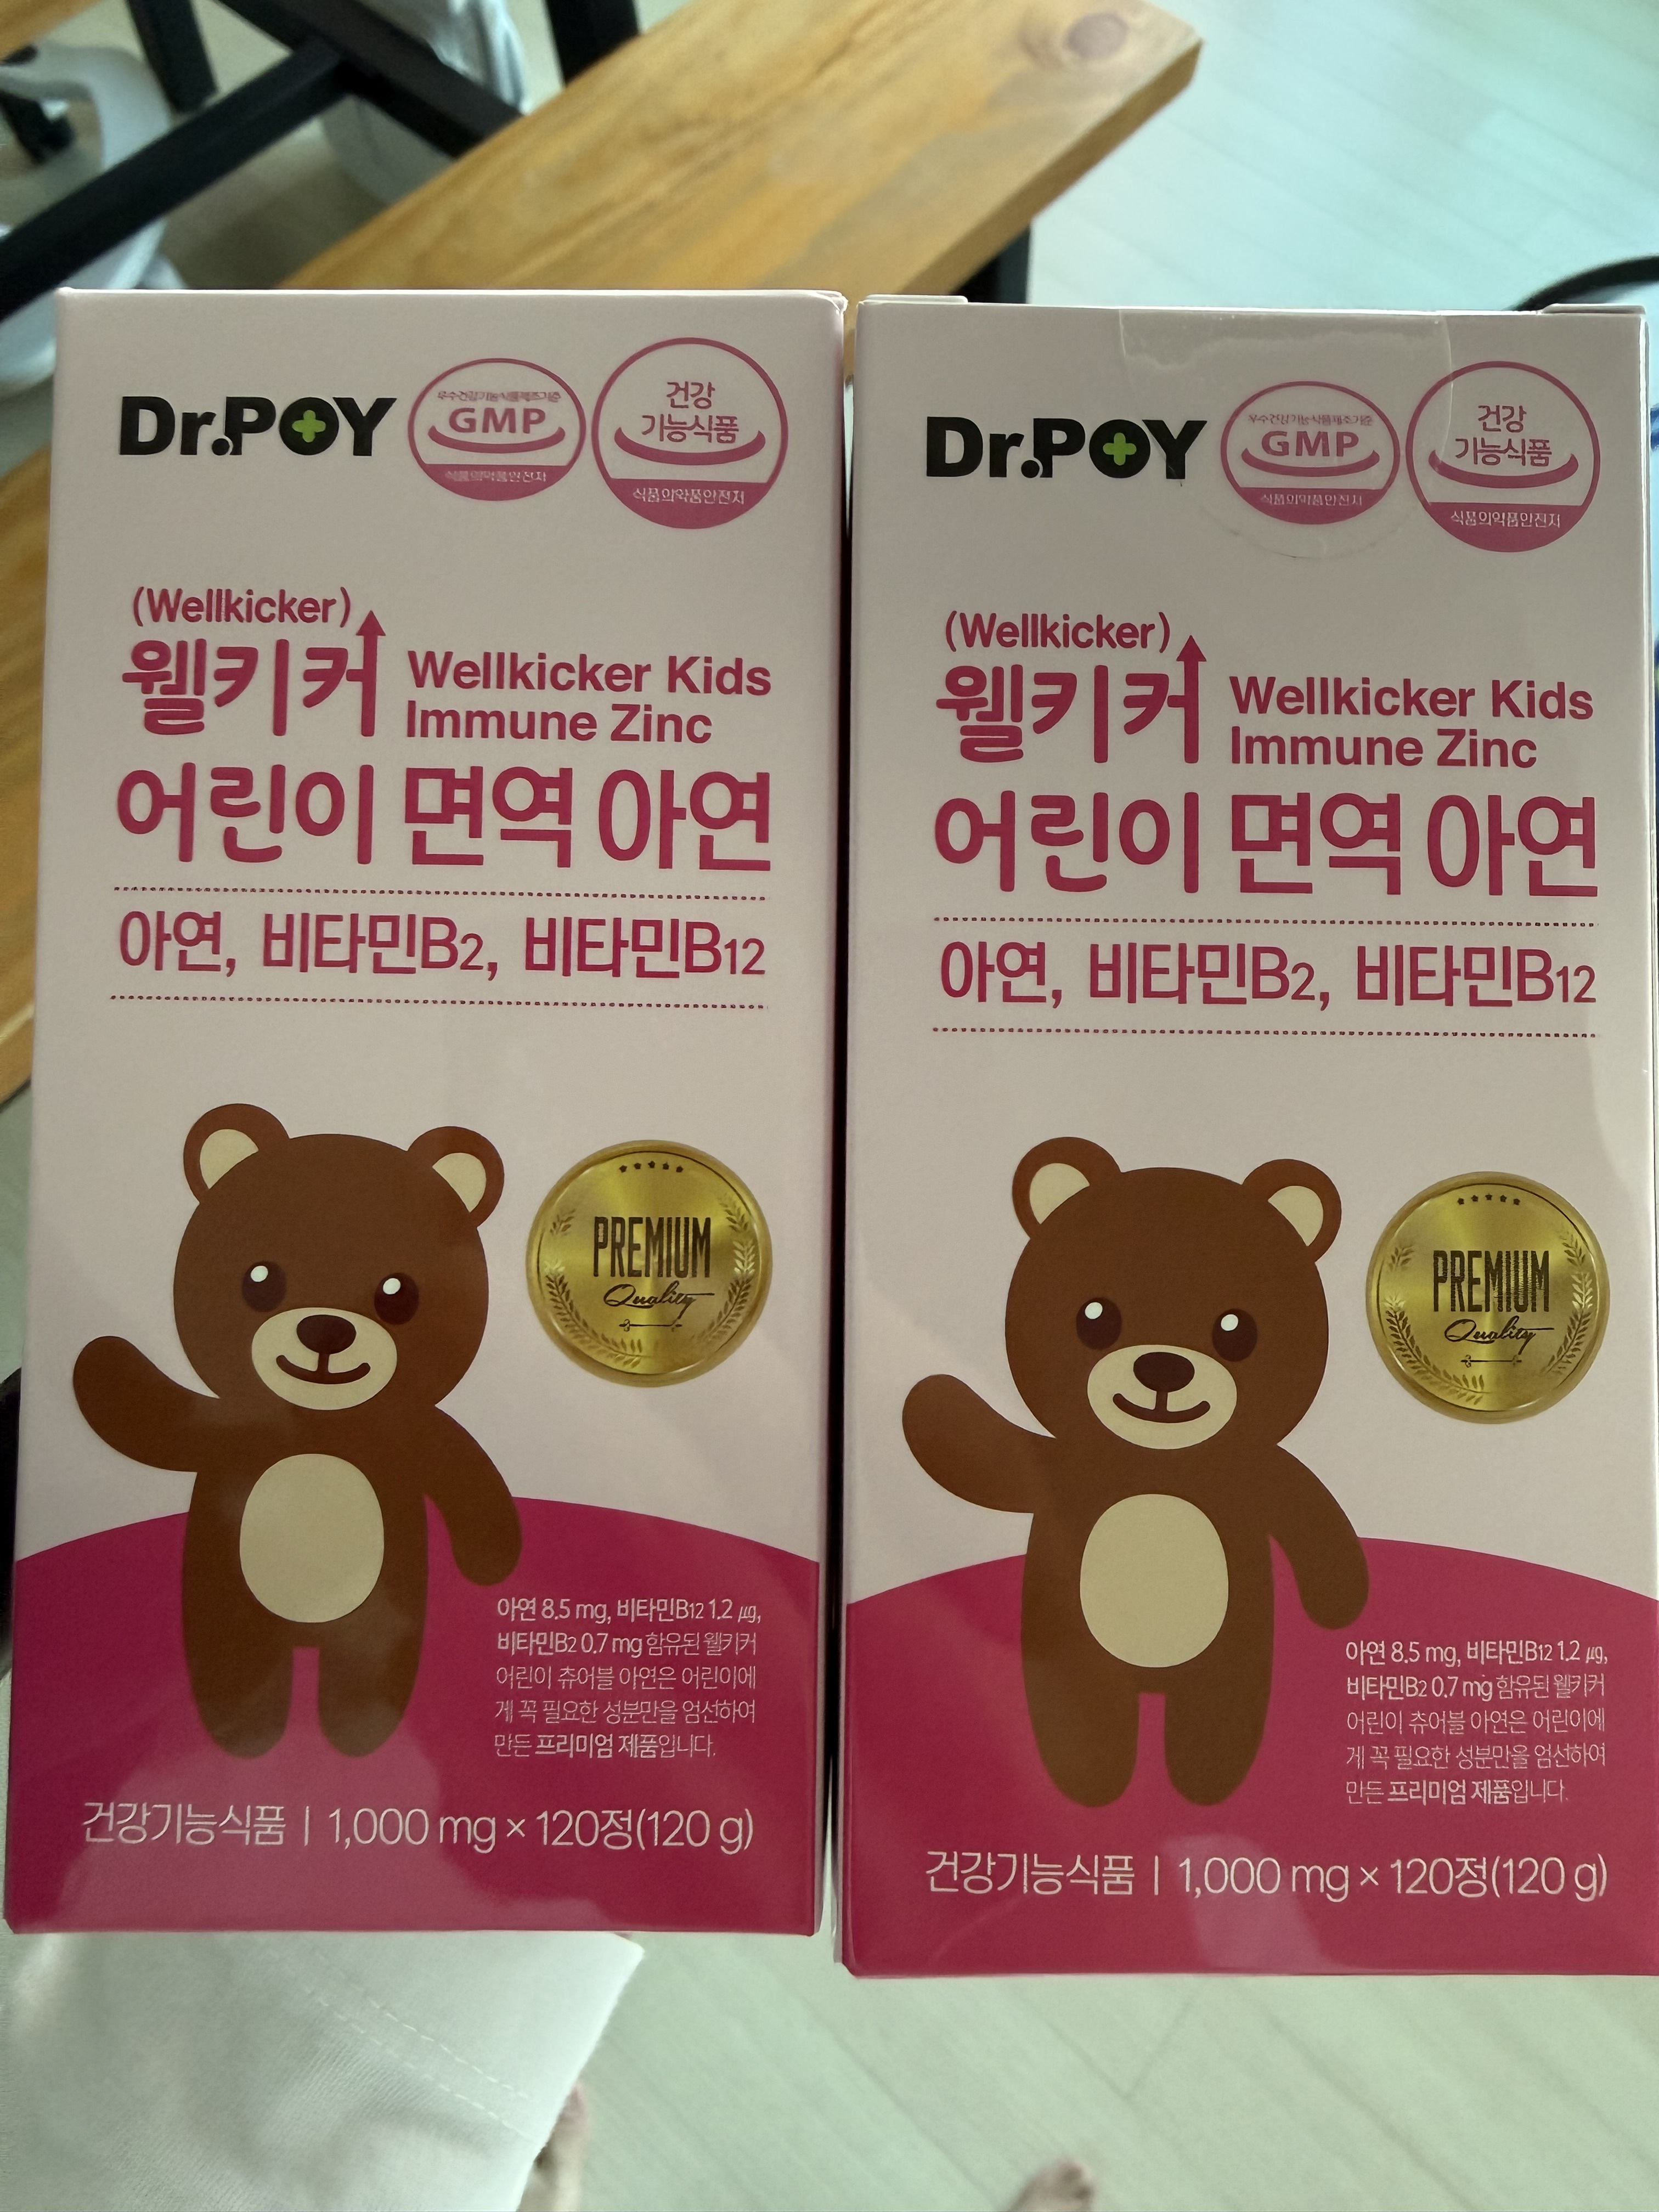 Dr.POY
우수건강기능식품제조기준
GMP
식품의약품안전처
건강
기능식품
식품의약품안전처
(Wellkicker)
웰키커
Wellkicker Kids
Immune Zinc
어린이 면역 아연
아연, 비타민B2, 비타민B12
PREMIUM
Quality
아연 8.5 mg, 비타민B12 1.2 ㎍,
비타민B2 0.7 mg 함유된 웰키커
어린이 츄어블 아연은 어린이에
게 꼭 필요한 성분만을 엄선하여
만든 프리미엄 제품입니다.
건강기능식품 | 1,000 mg × 120정(120 g)
Dr.POY
우수건강기능식품제조기준
GMP
식품의약품안전처
건강
기능식품
식품의약품안전처
(Wellkicker)
웰키커
Wellkicker Kids
Immune Zinc
어린이 면역 아연
아연, 비타민B2, 비타민B12
PREMIUM
Quality
아연 8.5 mg, 비타민B12 1.2 ㎍,
비타민B2 0.7 mg 함유된 웰키커
어린이 츄어블 아연은 어린이에
게 꼭 필요한 성분만을 엄선하여
만든 프리미엄 제품입니다.
건강기능식품 | 1,000 mg × 120정(120 g)